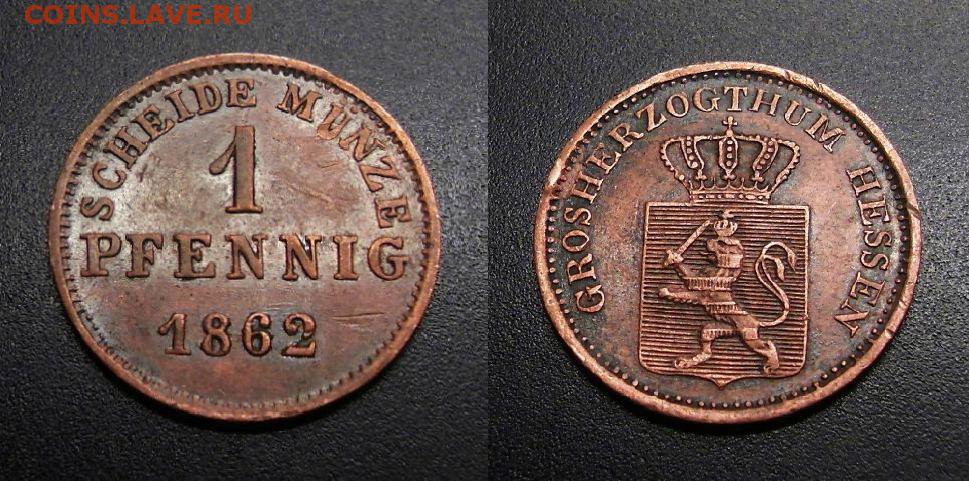 COINS.LAVE.RU
SCHEIDE MÜNZE
1
PFENNIG
1862
GROSHERZOGTHUM HESSEN